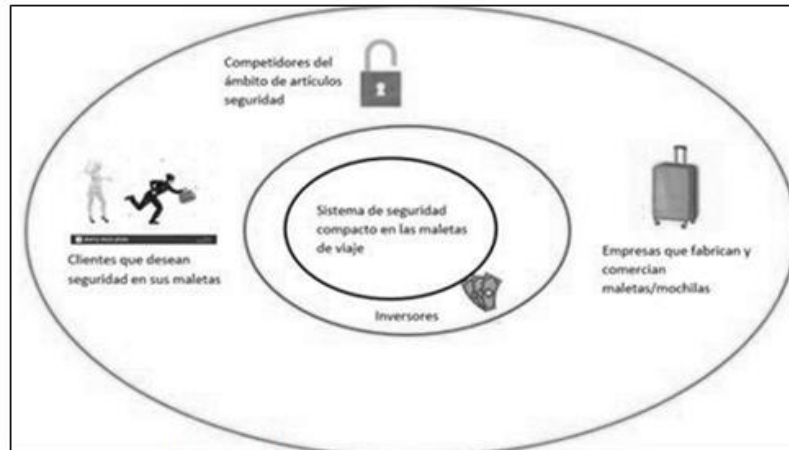 Competidores del
ámbito de artículos
seguridad
Clientes que desean
seguridad en sus maletas
Sistema de seguridad
compacto en las maletas
de viaje
Inversores
Empresas que fabrican y
comercian
maletas/mochilas